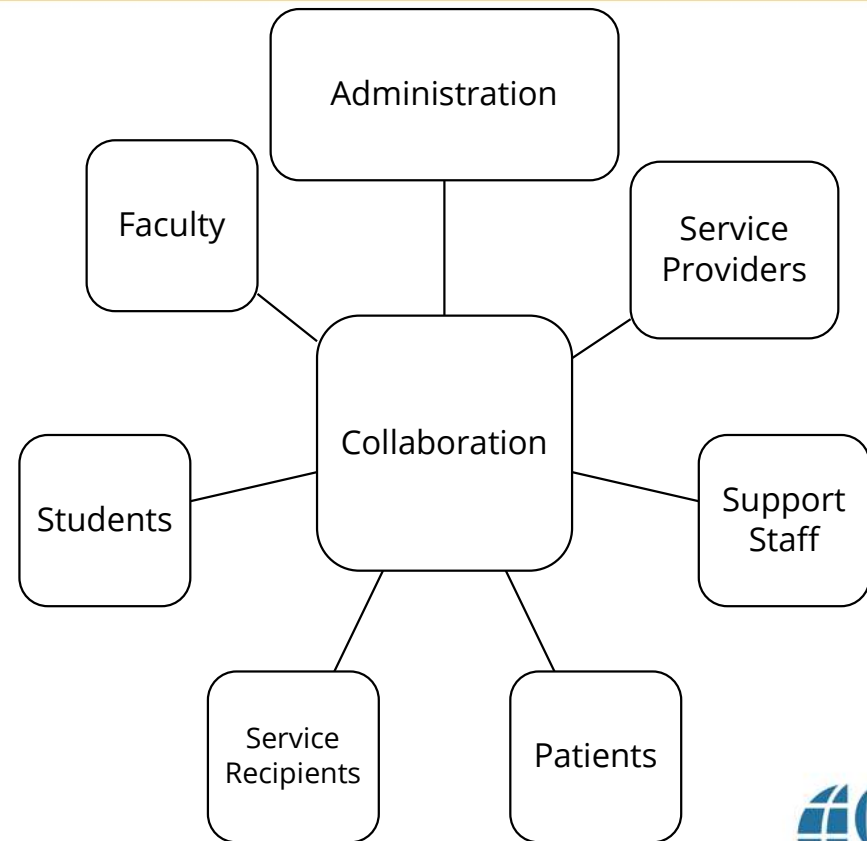 Administration
Faculty
Service
Providers
Collaboration
Students
Support
Staff
Service
Recipients
Patients